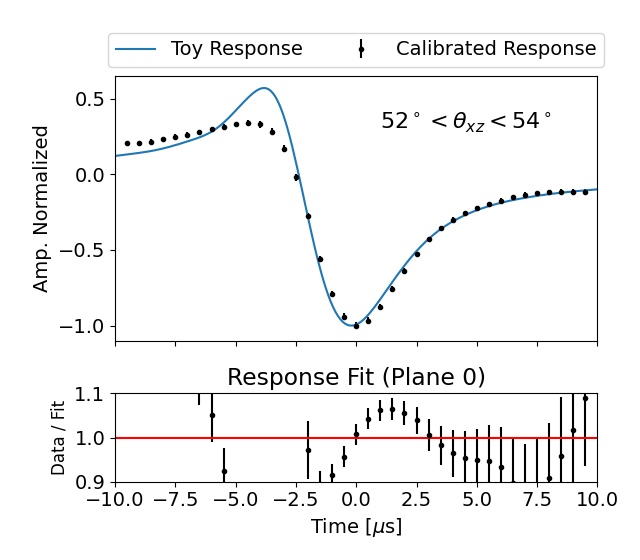 Toy Response Calibrated Response
0.5
52° < θxz < 54°
0.0
−0.5
−1.0
Amp. Normalized
Response Fit (Plane 0)
1.1
1.0
0.9
Data / Fit
−10.0 −7.5 −5.0 −2.5 0.0 2.5 5.0 7.5 10.0
Time [μs]